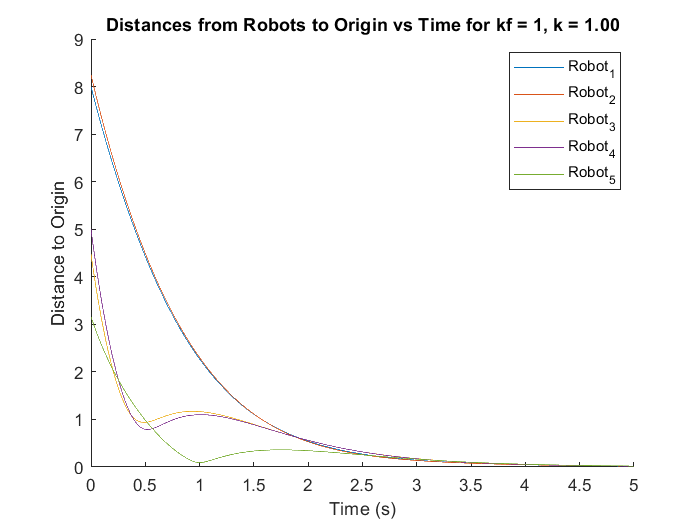 Distances from Robots to Origin vs Time for kf = 1, k = 1.00
9
8
7
6
5
4
3
2
1
0
Distance to Origin
Robot1
Robot2
Robot3
Robot4
Robot5
0 0.5 1 1.5 2 2.5 3 3.5 4 4.5 5
Time (s)